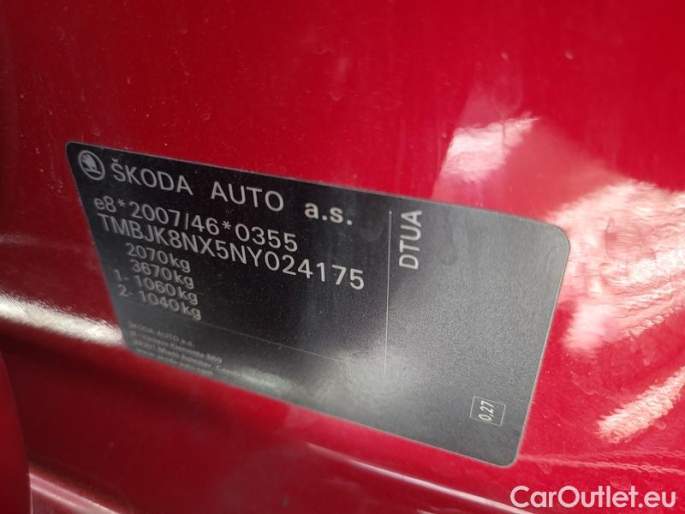 ŠKODA AUTO a.s.
e8*2007/46*0355
TMBJK8NX5NY024175
2070kg
3670kg
1- 1060kg
2- 1040kg
ŠKODA AUTO a.s.
DTUA
0,27
CarOutlet.eu